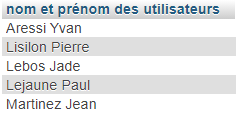 nom et prénom des utilisateurs
Aressi Yvan
Lisilon Pierre
Lebos Jade
Lejaune Paul
Martinez Jean